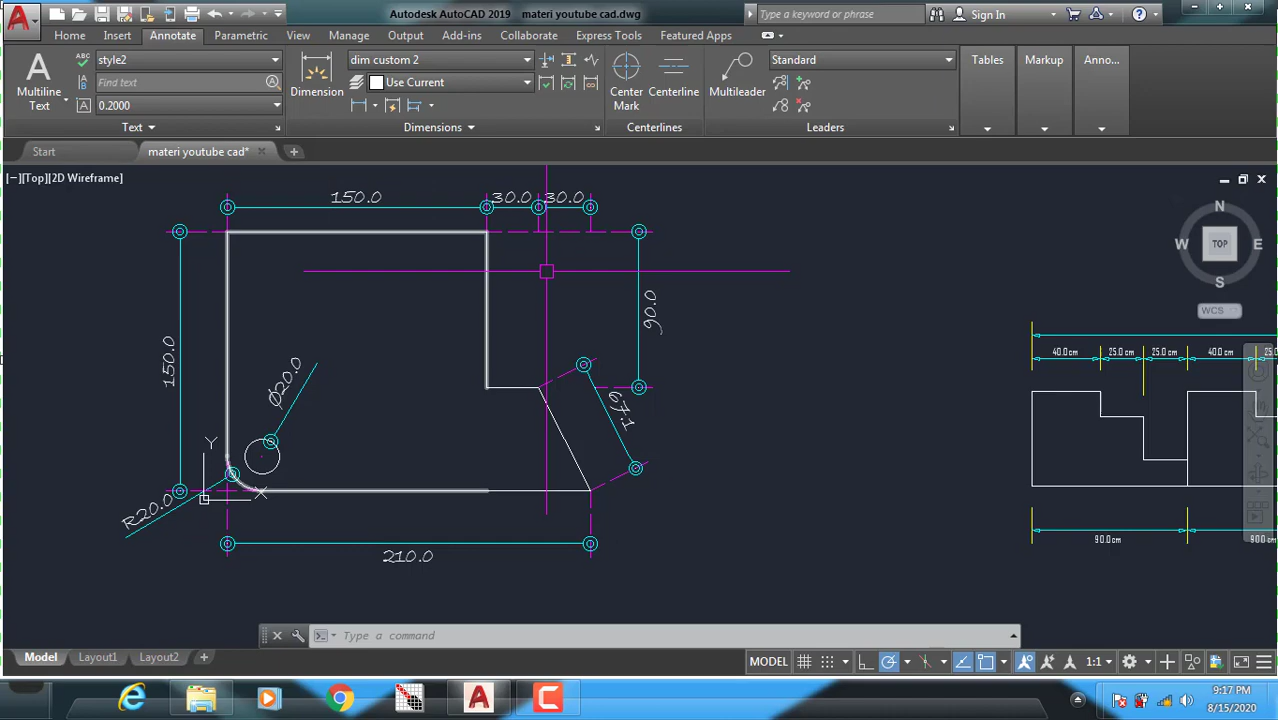 Autodesk AutoCAD 2019 materi youtube cad.dwg
Type a keyword or phrase
Sign In
Home Insert Annotate Parametric View Manage Output Add-ins Collaborate Express Tools Featured Apps
A
Multiline
Text
ABC style2
Find text
0.2000
Text
Dimension
dim custom 2
Use Current
Dimensions
Center
Mark
Centerline
Centerlines
Multileader
Standard
Leaders
Tables
Markup
Anno...
Start materi youtube cad*
[−][Top][2D Wireframe]
N
W TOP E
S
WCS
150.0 30.0 30.0
150.0
90.0
Ø20.0
67.1
Y
R20.0
210.0
40.0 cm 25.0 cm 25.0 cm 40.0 cm
90.0 cm
Type a command
Model Layout1 Layout2
MODEL
1:1
9:17 PM
8/15/2020